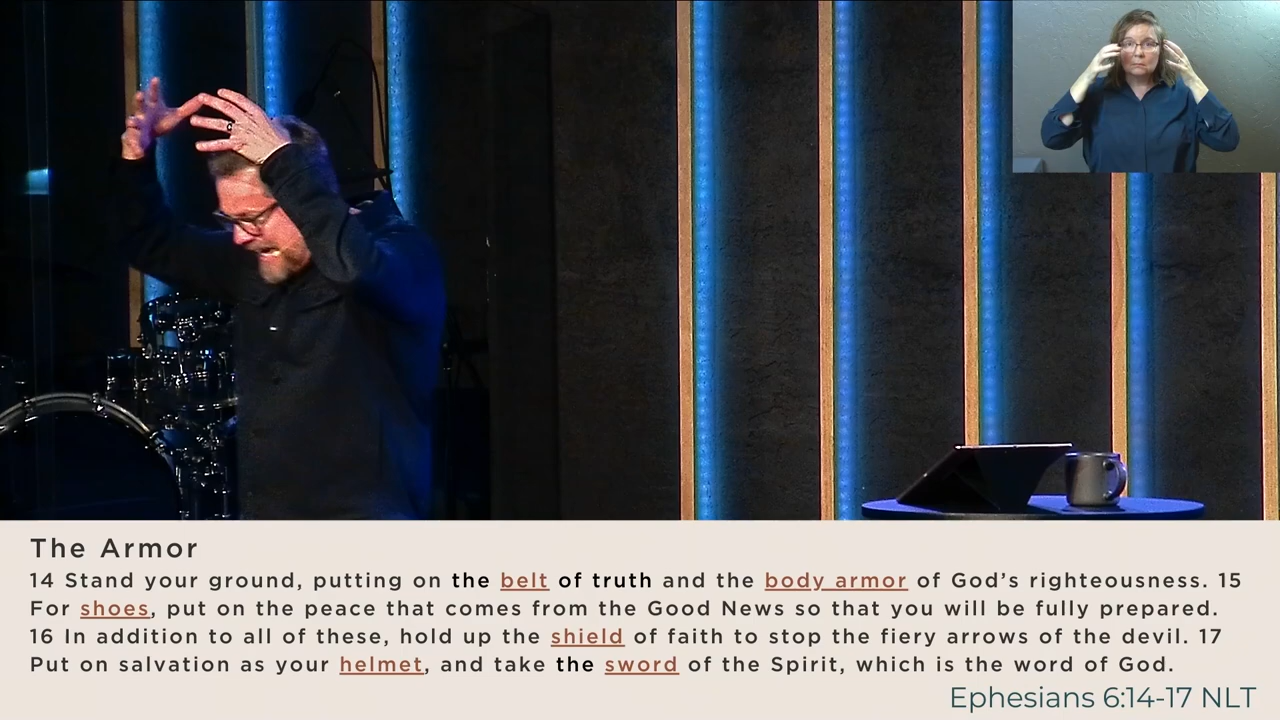 The Armor
14 Stand your ground, putting on the belt of truth and the body armor of God's righteousness. 15
For shoes, put on the peace that comes from the Good News so that you will be fully prepared.
16 In addition to all of these, hold up the shield of faith to stop the fiery arrows of the devil. 17
Put on salvation as your helmet, and take the sword of the Spirit, which is the word of God.
Ephesians 6:14-17 NLT